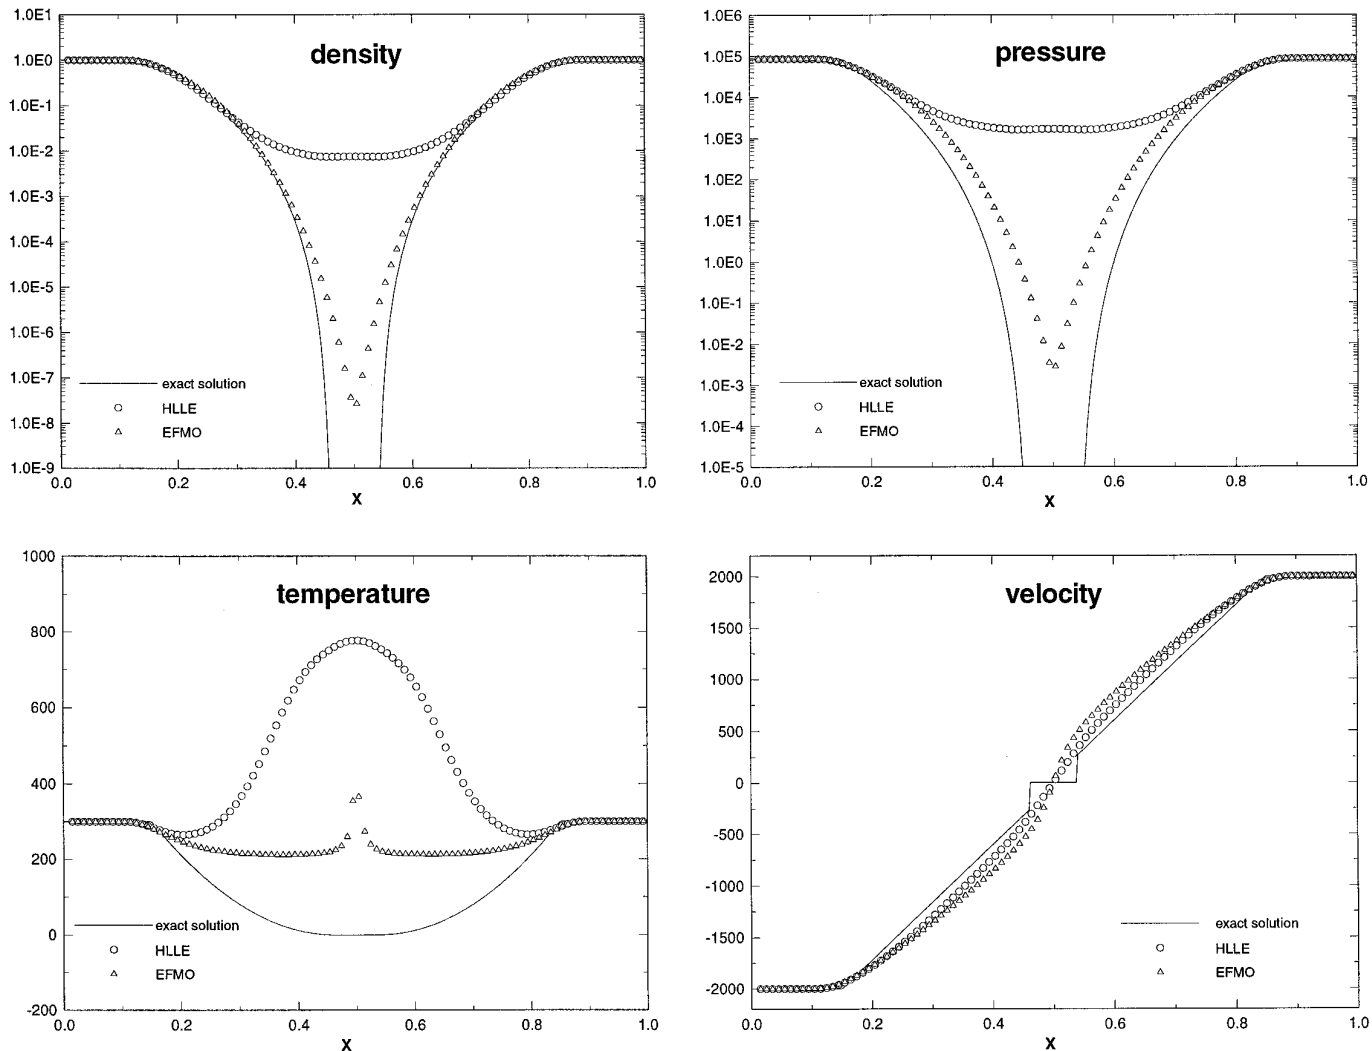 density
1.0E1
1.0E0
1.0E-1
1.0E-2
1.0E-3
1.0E-4
1.0E-5
1.0E-6
1.0E-7
1.0E-8
1.0E-9
exact solution
HLLE
EFMO
0.0 0.2 0.4 0.6 0.8 1.0
X
pressure
1.0E6
1.0E5
1.0E4
1.0E3
1.0E2
1.0E1
1.0E0
1.0E-1
1.0E-2
1.0E-3
1.0E-4
1.0E-5
exact solution
HLLE
EFMO
0.0 0.2 0.4 0.6 0.8 1.0
X
temperature
1000
800
600
400
200
0
-200
exact solution
HLLE
EFMO
0.0 0.2 0.4 0.6 0.8 1.0
X
velocity
2000
1500
1000
500
0
-500
-1000
-1500
-2000
exact solution
HLLE
EFMO
0.0 0.2 0.4 0.6 0.8 1.0
X